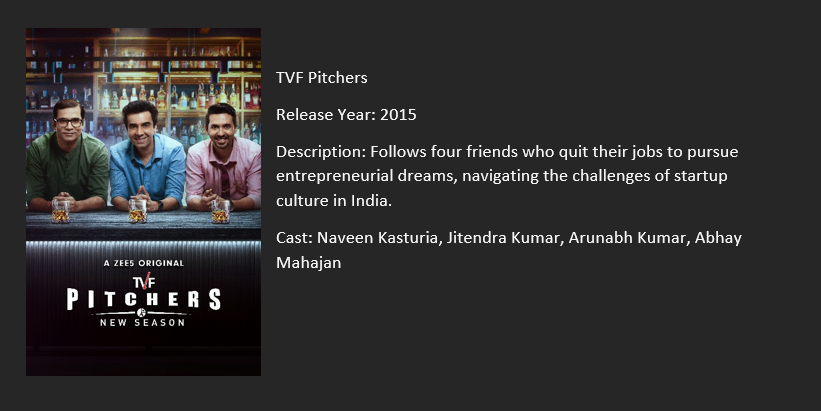 TVF Pitchers
Release Year: 2015
Description: Follows four friends who quit their jobs to pursue
entrepreneurial dreams, navigating the challenges of startup
culture in India.
Cast: Naveen Kasturia, Jitendra Kumar, Arunabh Kumar, Abhay
Mahajan
A ZEE5 ORIGINAL
TVF
PITCHERS
NEW SEASON